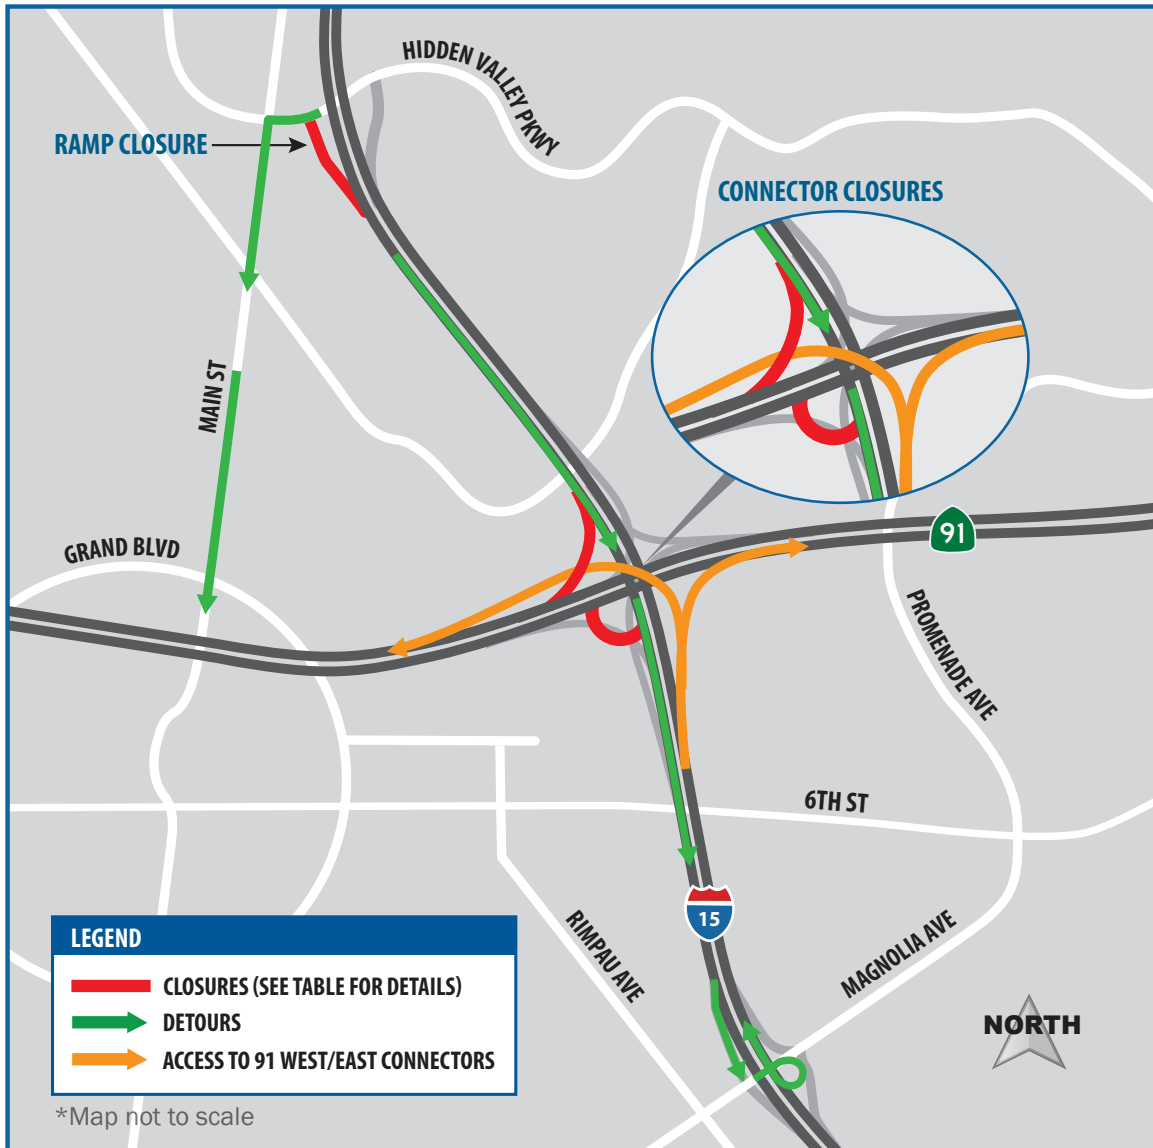 HIDDEN VALLEY PKWY
RAMP CLOSURE
CONNECTOR CLOSURES
MAIN ST
GRAND BLVD
91
PROMENADE AVE
6TH ST
15
RIMPAU AVE
MAGNOLIA AVE
LEGEND
CLOSURES (SEE TABLE FOR DETAILS)
DETOURS
ACCESS TO 91 WEST/EAST CONNECTORS
NORTH
*Map not to scale